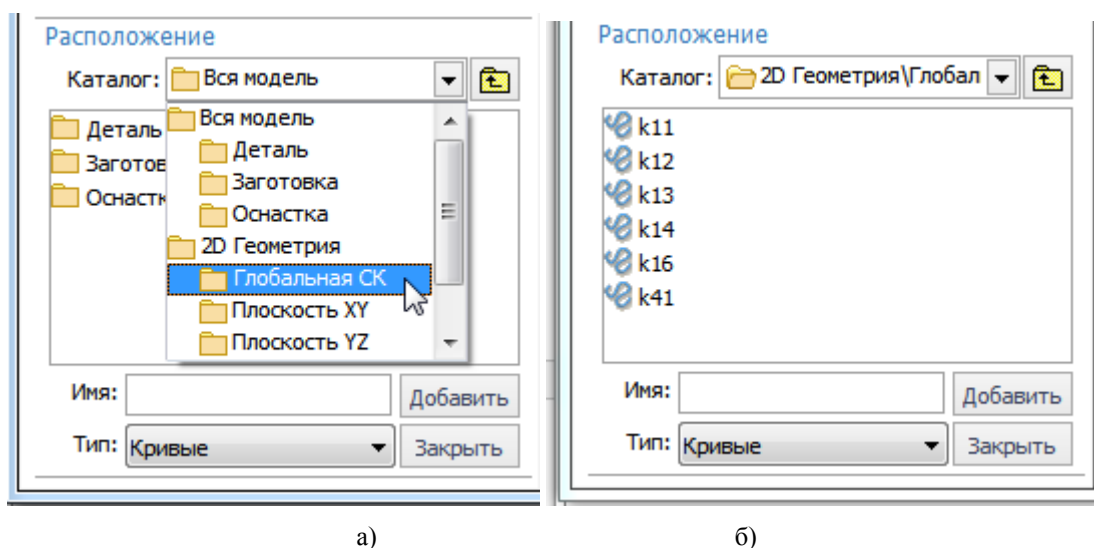 Расположение
Каталог: Вся модель
Деталь
Заготов
Оснастк
Вся модель
Деталь
Заготовка
Оснастка
2D Геометрия
Глобальная СК
Плоскость XY
Плоскость YZ
Имя: Добавить
Тип: Кривые Закрыть
а)
Расположение
Каталог: 2D Геометрия\Глобал
k11
k12
k13
k14
k16
k41
Имя: Добавить
Тип: Кривые Закрыть
б)